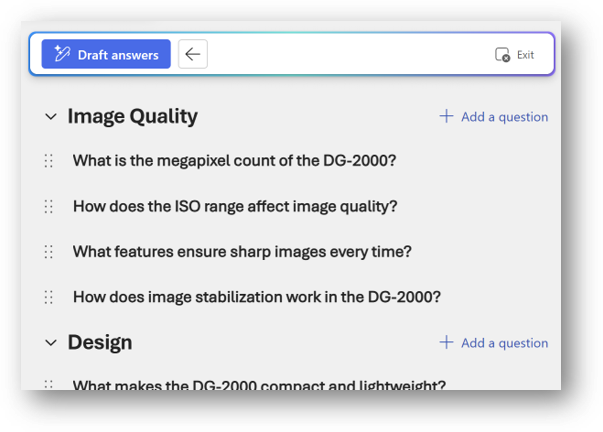 Draft answers
Exit
Image Quality
Add a question
What is the megapixel count of the DG-2000?
How does the ISO range affect image quality?
What features ensure sharp images every time?
How does image stabilization work in the DG-2000?
Design
Add a question
What makes the DG-2000 compact and lightweight?